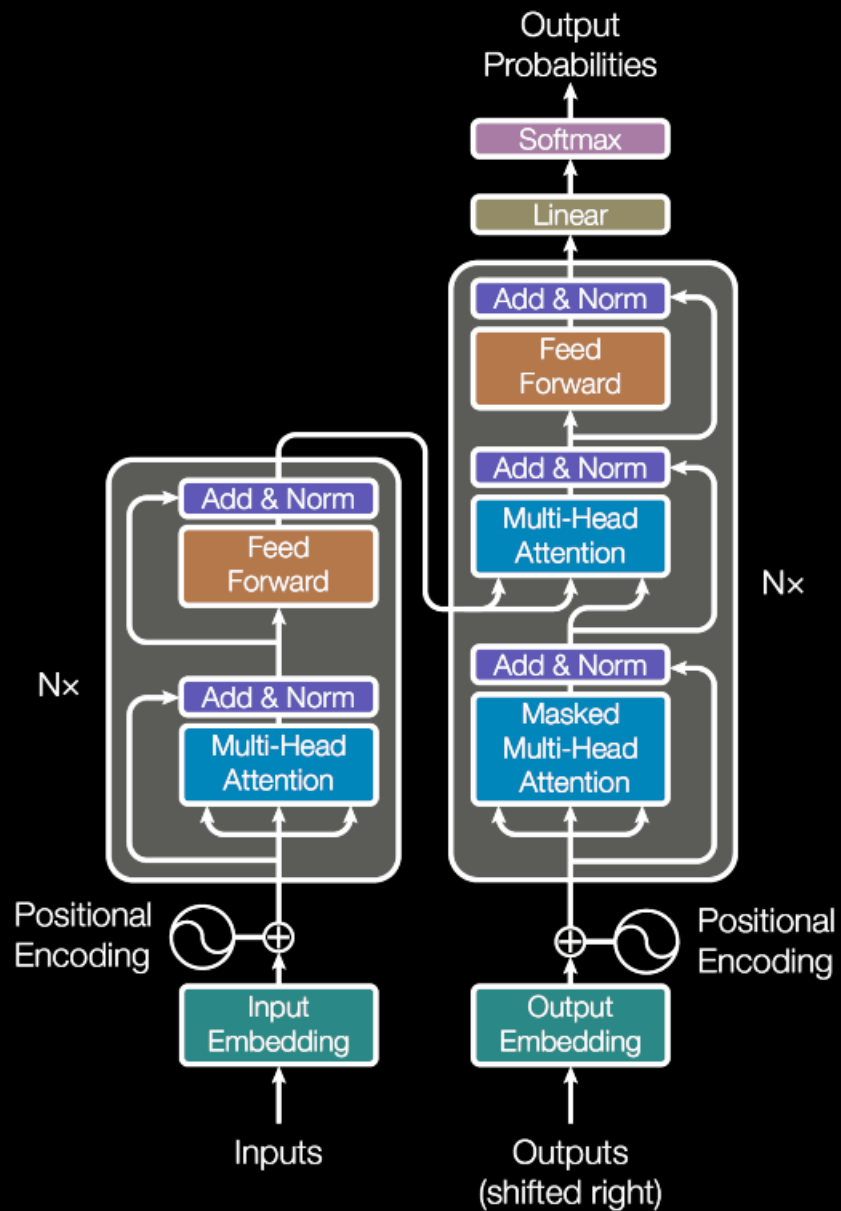 Output
Probabilities
Softmax
Linear
Add & Norm
Feed
Forward
Add & Norm
Multi-Head
Attention
Nx
Add & Norm
Masked
Multi-Head
Attention
Add & Norm
Feed
Forward
Nx
Add & Norm
Multi-Head
Attention
Positional
Encoding
Positional
Encoding
Input
Embedding
Output
Embedding
Inputs
Outputs
(shifted right)